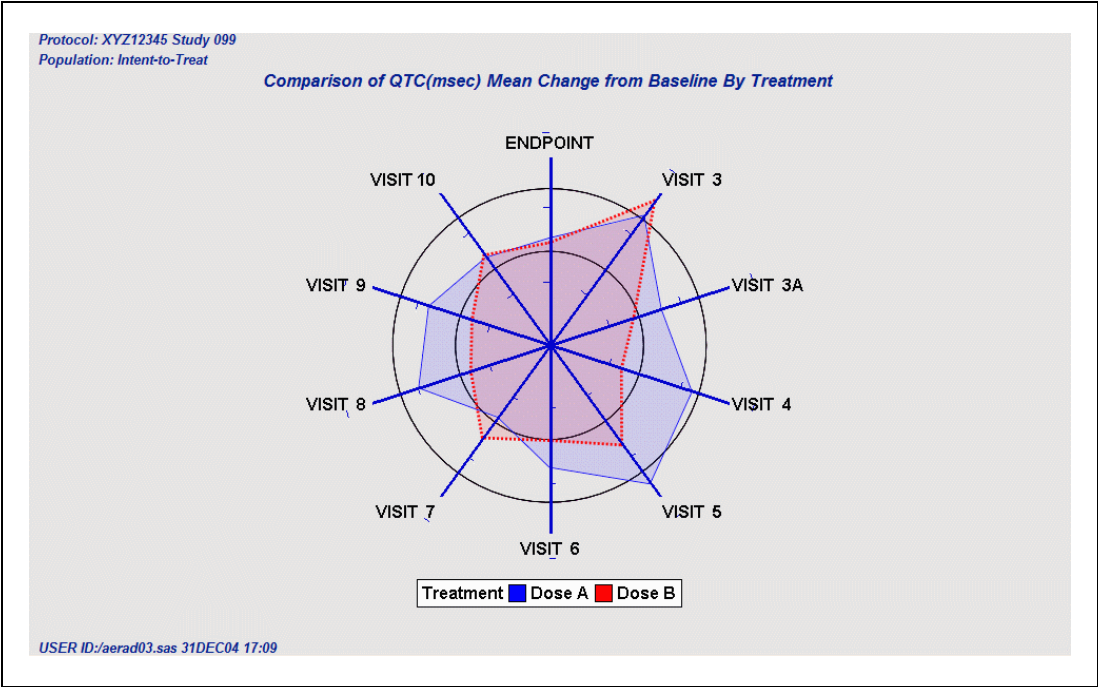 Protocol: XYZ12345 Study 099
Population: Intent-to-Treat
Comparison of QTC(msec) Mean Change from Baseline By Treatment
ENDPOINT
VISIT 10
VISIT 3
VISIT 9
VISIT 3A
VISIT 8
VISIT 4
VISIT 7
VISIT 5
VISIT 6
Treatment Dose A Dose B
USER ID:/aerad03.sas 31DEC04 17:09